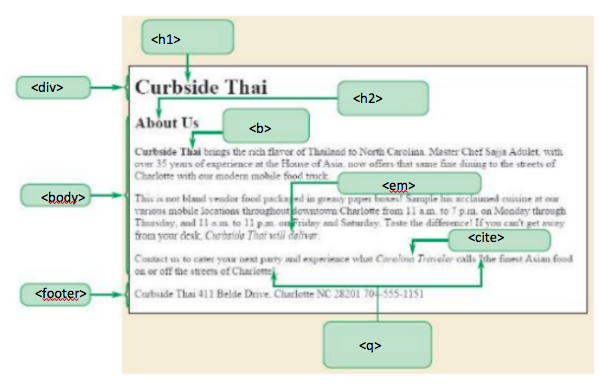 <h1>
<div>
Curbside Thai
<h2>
About Us
<b>
Curbside Thai brings the rich flavor of Thailand to North Carolina. Master Chef Sajja Adulet, with
over 35 years of experience at the House of Asia, now offers that same fine dining to the streets of
Charlotte with our modern mobile food truck.
<em>
<body>
This is not bland vendor food packaged in greasy paper boxes! Sample his acclaimed cuisine at our
various mobile locations throughout downtown Charlotte from 11 a.m. to 7 p.m. on Monday through
Thursday, and 11 a.m. to 11 p.m. on Friday and Saturday. Taste the difference! If you can't get away
from your desk, Curbside Thai will deliver.
<cite>
Contact us to cater your next party and experience what Carolina Traveler calls "the finest Asian food
on or off the streets of Charlotte"
<footer>
Curbside Thai 411 Belde Drive, Charlotte NC 28201 704-555-1151
<q>